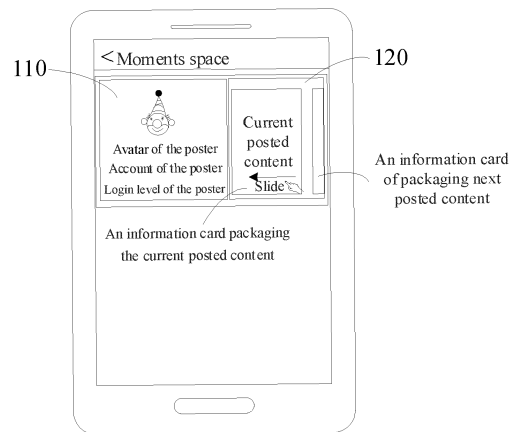 < Moments space
110
120
Avatar of the poster
Account of the poster
Login level of the poster
Current
posted
content
Slide
An information card
of packaging next
posted content
An information card packaging
the current posted content